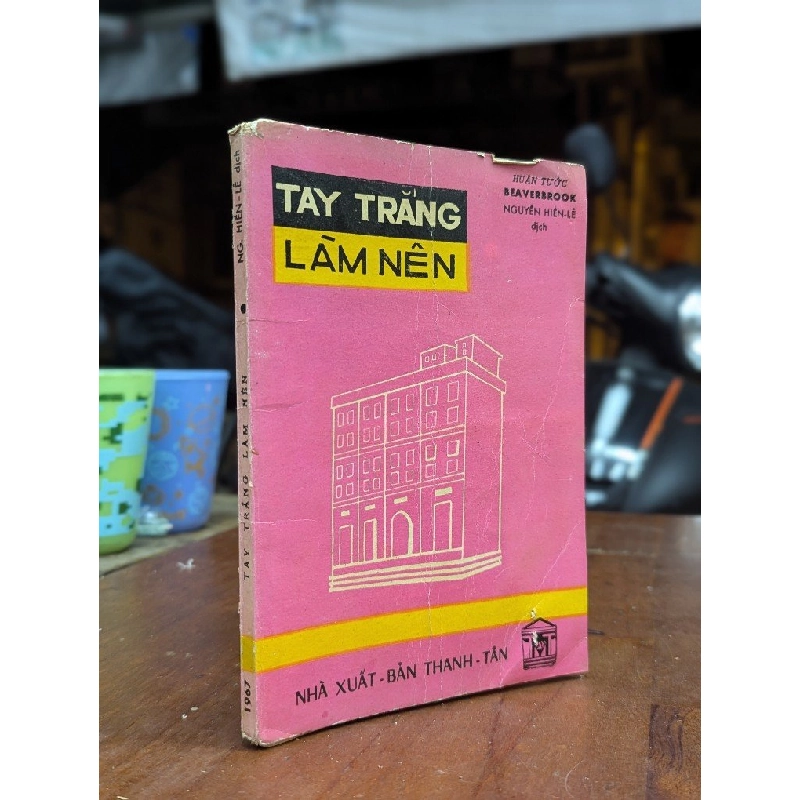 TAY TRẮNG
LÀM NÊN
HUÂN TƯỚC
BEAVERBROOK
NGUYỄN HIẾN-LÊ
dịch
NHÀ XUẤT-BẢN THANH-TÂN
NG. HIẾN-LÊ dịch • TAY TRẮNG LÀM NÊN 1967